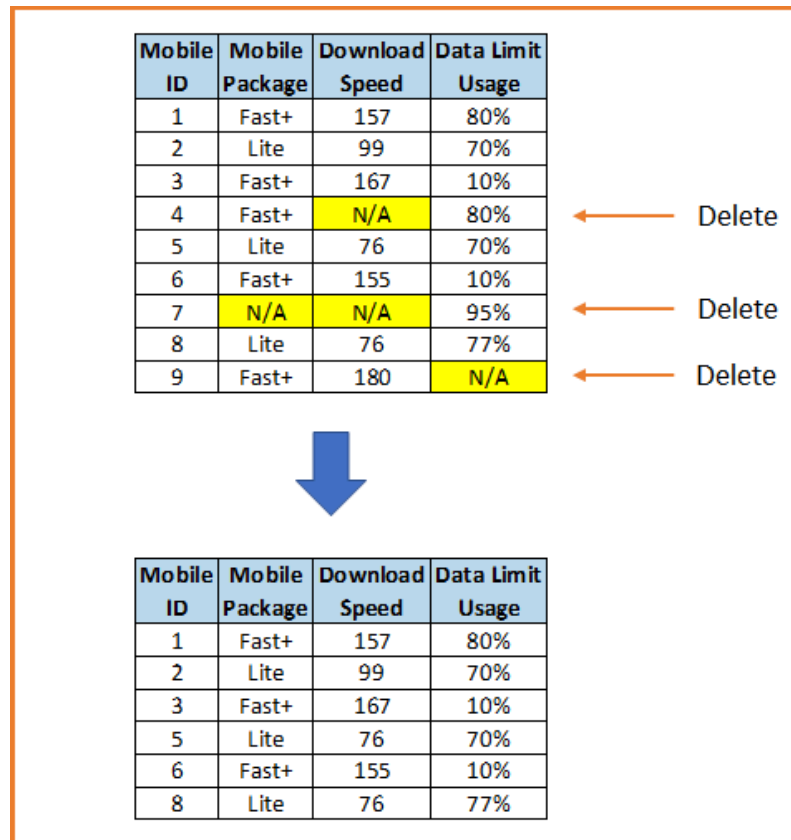 Mobile Mobile Download Data Limit
ID Package Speed Usage
1 Fast+ 157 80%
2 Lite 99 70%
3 Fast+ 167 10%
4 Fast+ N/A 80% Delete
5 Lite 76 70%
6 Fast+ 155 10%
7 N/A N/A 95% Delete
8 Lite 76 77%
9 Fast+ 180 N/A Delete
Mobile Mobile Download Data Limit
ID Package Speed Usage
1 Fast+ 157 80%
2 Lite 99 70%
3 Fast+ 167 10%
5 Lite 76 70%
6 Fast+ 155 10%
8 Lite 76 77%